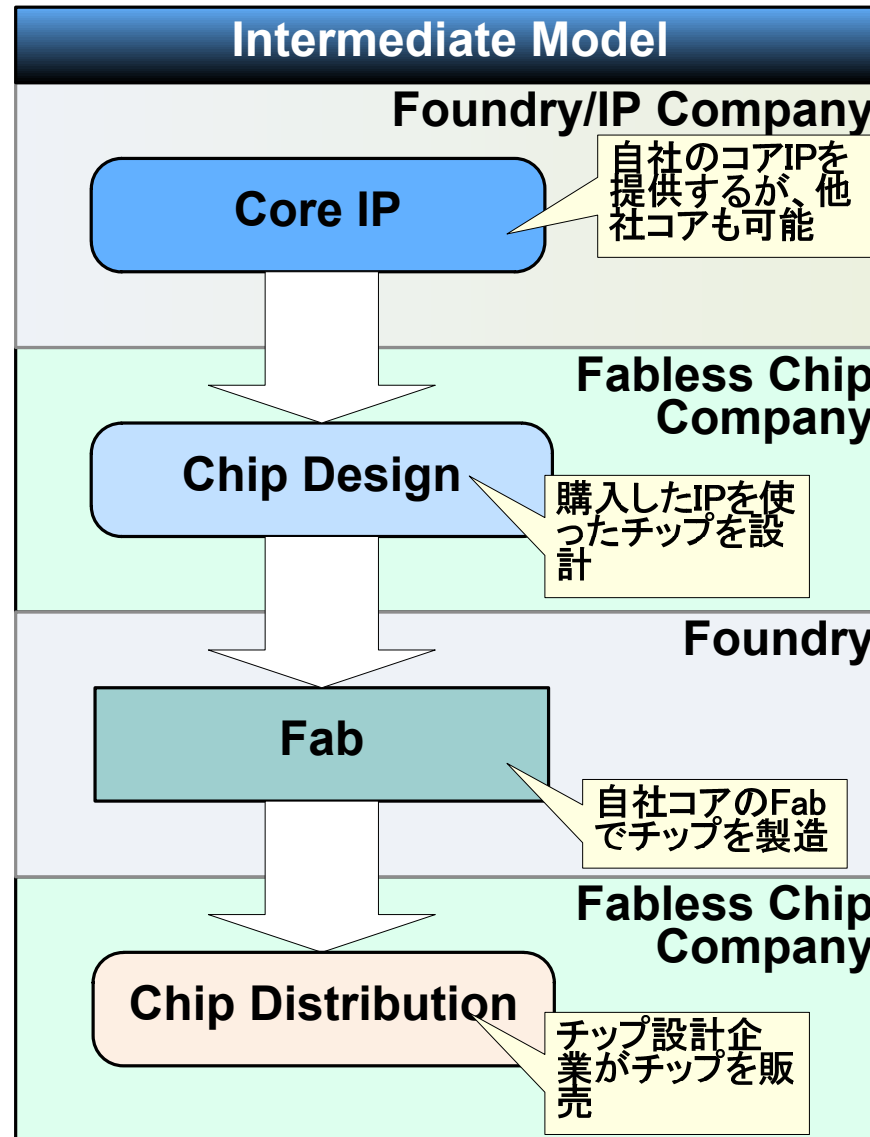 Intermediate Model
Foundry/IP Company
Core IP
自社のコアIPを
提供するが、他
社コアも可能
Fabless Chip
Company
Chip Design
購入したIPを使
ったチップを設
計
Foundry
Fab
自社コアのFab
でチップを製造
Fabless Chip
Company
Chip Distribution
チップ設計企
業がチップを販
売